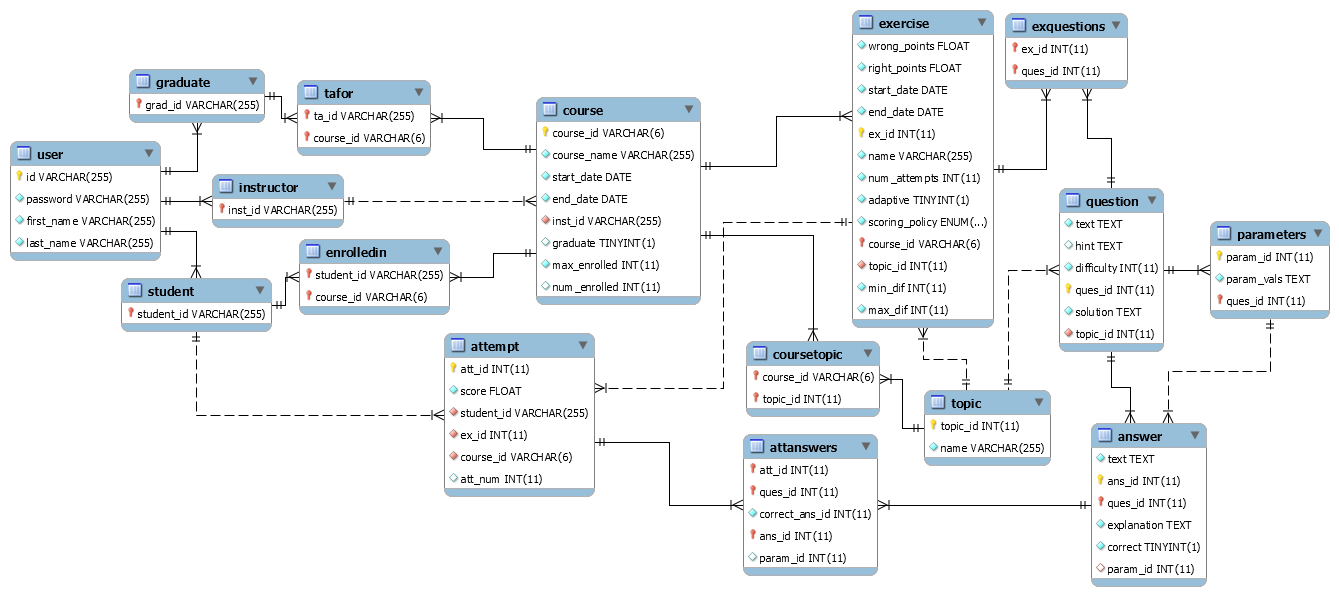 graduate
grad_id VARCHAR(255)
tafor
ta_id VARCHAR(255)
course_id VARCHAR(6)
user
id VARCHAR(255)
password VARCHAR(255)
first_name VARCHAR(255)
last_name VARCHAR(255)
instructor
inst_id VARCHAR(255)
enrolledin
student_id VARCHAR(255)
course_id VARCHAR(6)
student
student_id VARCHAR(255)
course
course_id VARCHAR(6)
course_name VARCHAR(255)
start_date DATE
end_date DATE
inst_id VARCHAR(255)
graduate TINYINT(1)
max_enrolled INT(11)
num_enrolled INT(11)
attempt
att_id INT(11)
score FLOAT
student_id VARCHAR(255)
ex_id INT(11)
course_id VARCHAR(6)
att_num INT(11)
exercise
wrong_points FLOAT
right_points FLOAT
start_date DATE
end_date DATE
ex_id INT(11)
name VARCHAR(255)
num_attempts INT(11)
adaptive TINYINT(1)
scoring_policy ENUM(...)
course_id VARCHAR(6)
topic_id INT(11)
min_dif INT(11)
max_dif INT(11)
exquestions
ex_id INT(11)
ques_id INT(11)
question
text TEXT
hint TEXT
difficulty INT(11)
ques_id INT(11)
solution TEXT
topic_id INT(11)
parameters
param_id INT(11)
param_vals TEXT
ques_id INT(11)
coursetopic
course_id VARCHAR(6)
topic_id INT(11)
topic
topic_id INT(11)
name VARCHAR(255)
attanswers
att_id INT(11)
ques_id INT(11)
correct_ans_id INT(11)
ans_id INT(11)
param_id INT(11)
answer
text TEXT
ans_id INT(11)
ques_id INT(11)
explanation TEXT
correct TINYINT(1)
param_id INT(11)